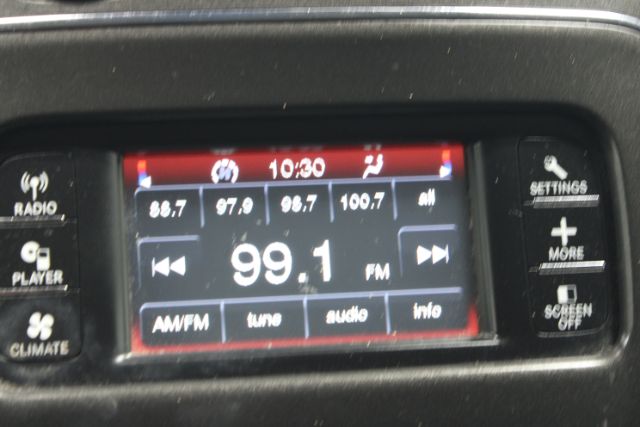 10:30
88.7 97.9 98.7 100.7 all
99.1 FM
AM/FM tune audio info
RADIO
PLAYER
CLIMATE
SETTINGS
MORE
SCREEN
OFF